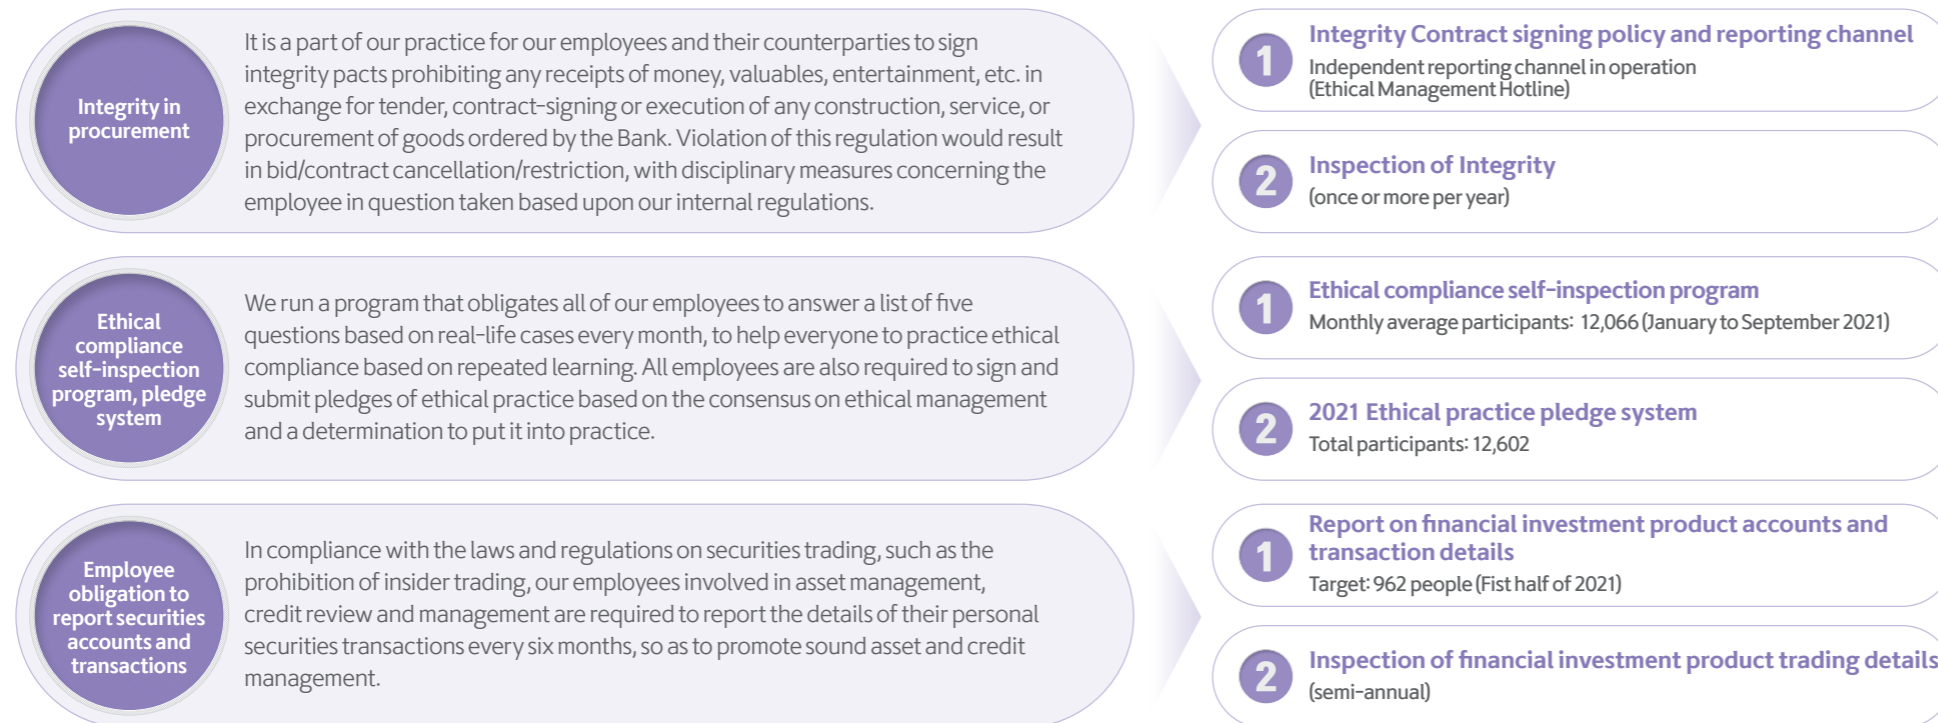 Integrity in
procurement
It is a part of our practice for our employees and their counterparties to sign
integrity pacts prohibiting any receipts of money, valuables, entertainment, etc. in
exchange for tender, contract-signing or execution of any construction, service, or
procurement of goods ordered by the Bank. Violation of this regulation would result
in bid/contract cancellation/restriction, with disciplinary measures concerning the
employee in question taken based upon our internal regulations.
1
Integrity Contract signing policy and reporting channel
Independent reporting channel in operation
(Ethical Management Hotline)
2
Inspection of Integrity
(once or more per year)
Ethical
compliance
self-inspection
program, pledge
system
We run a program that obligates all of our employees to answer a list of five
questions based on real-life cases every month, to help everyone to practice ethical
compliance based on repeated learning. All employees are also required to sign and
submit pledges of ethical practice based on the consensus on ethical management
and a determination to put it into practice.
1
Ethical compliance self-inspection program
Monthly average participants: 12,066 (January to September 2021)
2
2021 Ethical practice pledge system
Total participants: 12,602
Employee
obligation to
report securities
accounts and
transactions
In compliance with the laws and regulations on securities trading, such as the
prohibition of insider trading, our employees involved in asset management,
credit review and management are required to report the details of their personal
securities transactions every six months, so as to promote sound asset and credit
management.
1
Report on financial investment product accounts and
transaction details
Target: 962 people (Fist half of 2021)
2
Inspection of financial investment product trading details
(semi-annual)